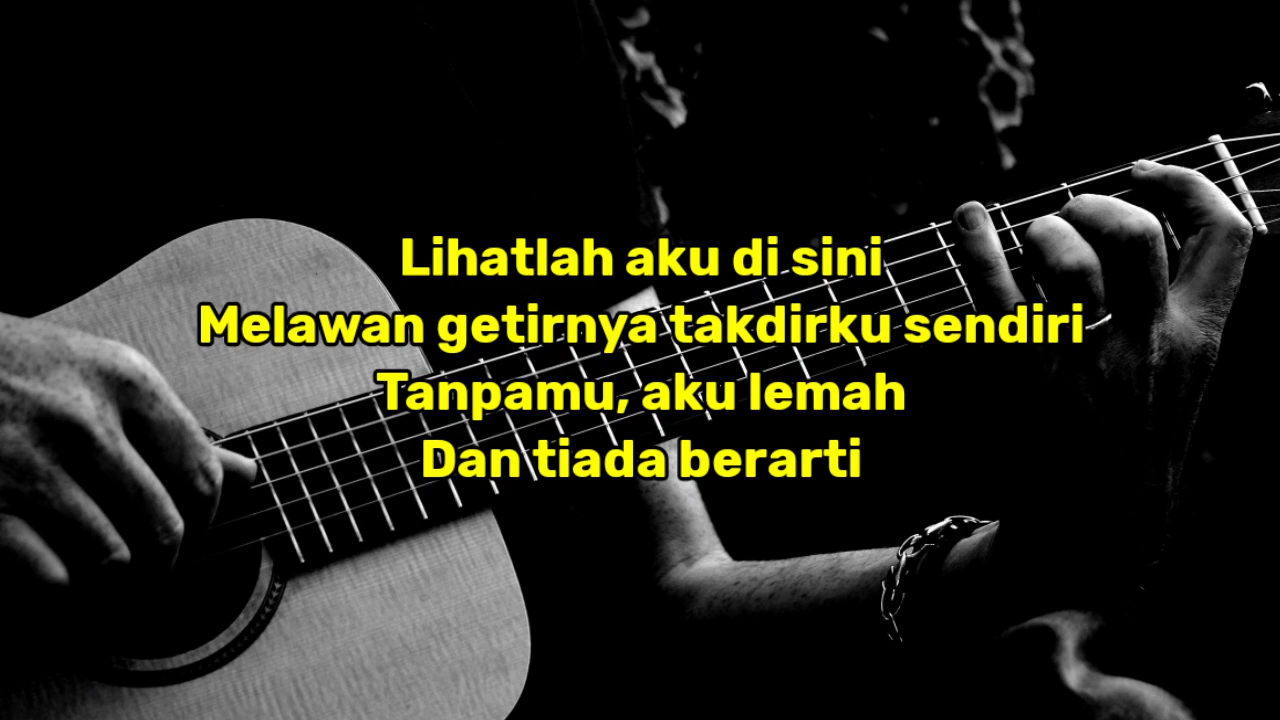 Lihatlah aku di sini
Melawan getirnya takdirku sendiri
Tanpamu, aku lemah
Dan tiada berarti